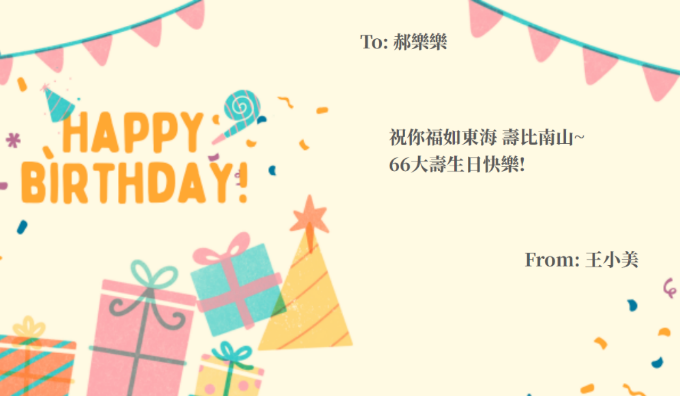 To: 郝樂樂
HAPPY
BIRTHDAY!
祝你福如東海 壽比南山~
66大壽生日快樂!
From: 王小美